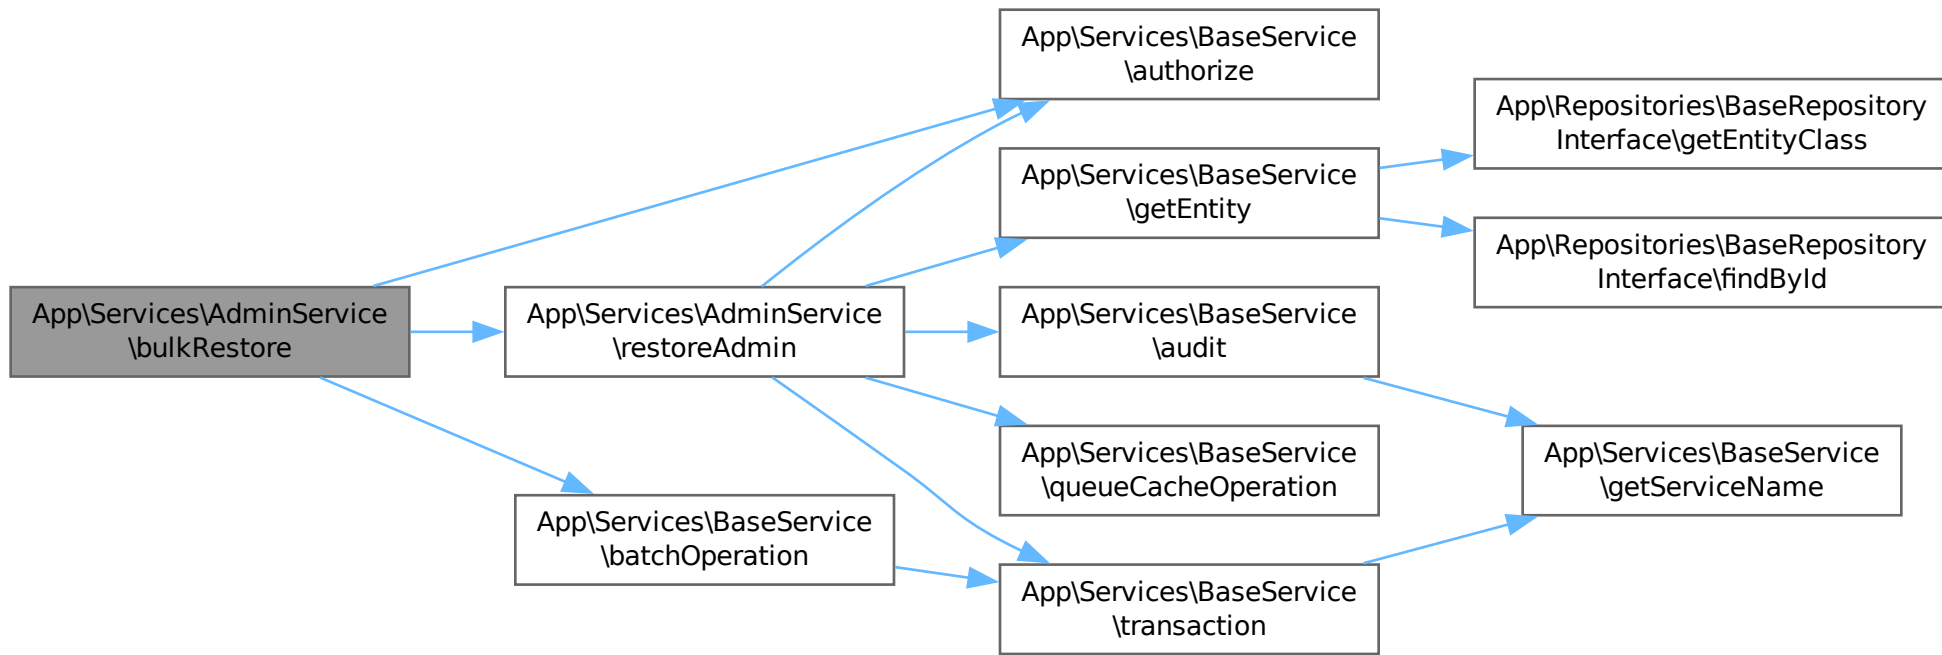 App\Services\AdminService
\bulkRestore
App\Services\AdminService
\restoreAdmin
App\Services\BaseService
\batchOperation
App\Services\BaseService
\authorize
App\Services\BaseService
\getEntity
App\Services\BaseService
\audit
App\Services\BaseService
\queueCacheOperation
App\Services\BaseService
\transaction
App\Repositories\BaseRepository
Interface\getEntityClass
App\Repositories\BaseRepository
Interface\findById
App\Services\BaseService
\getServiceName